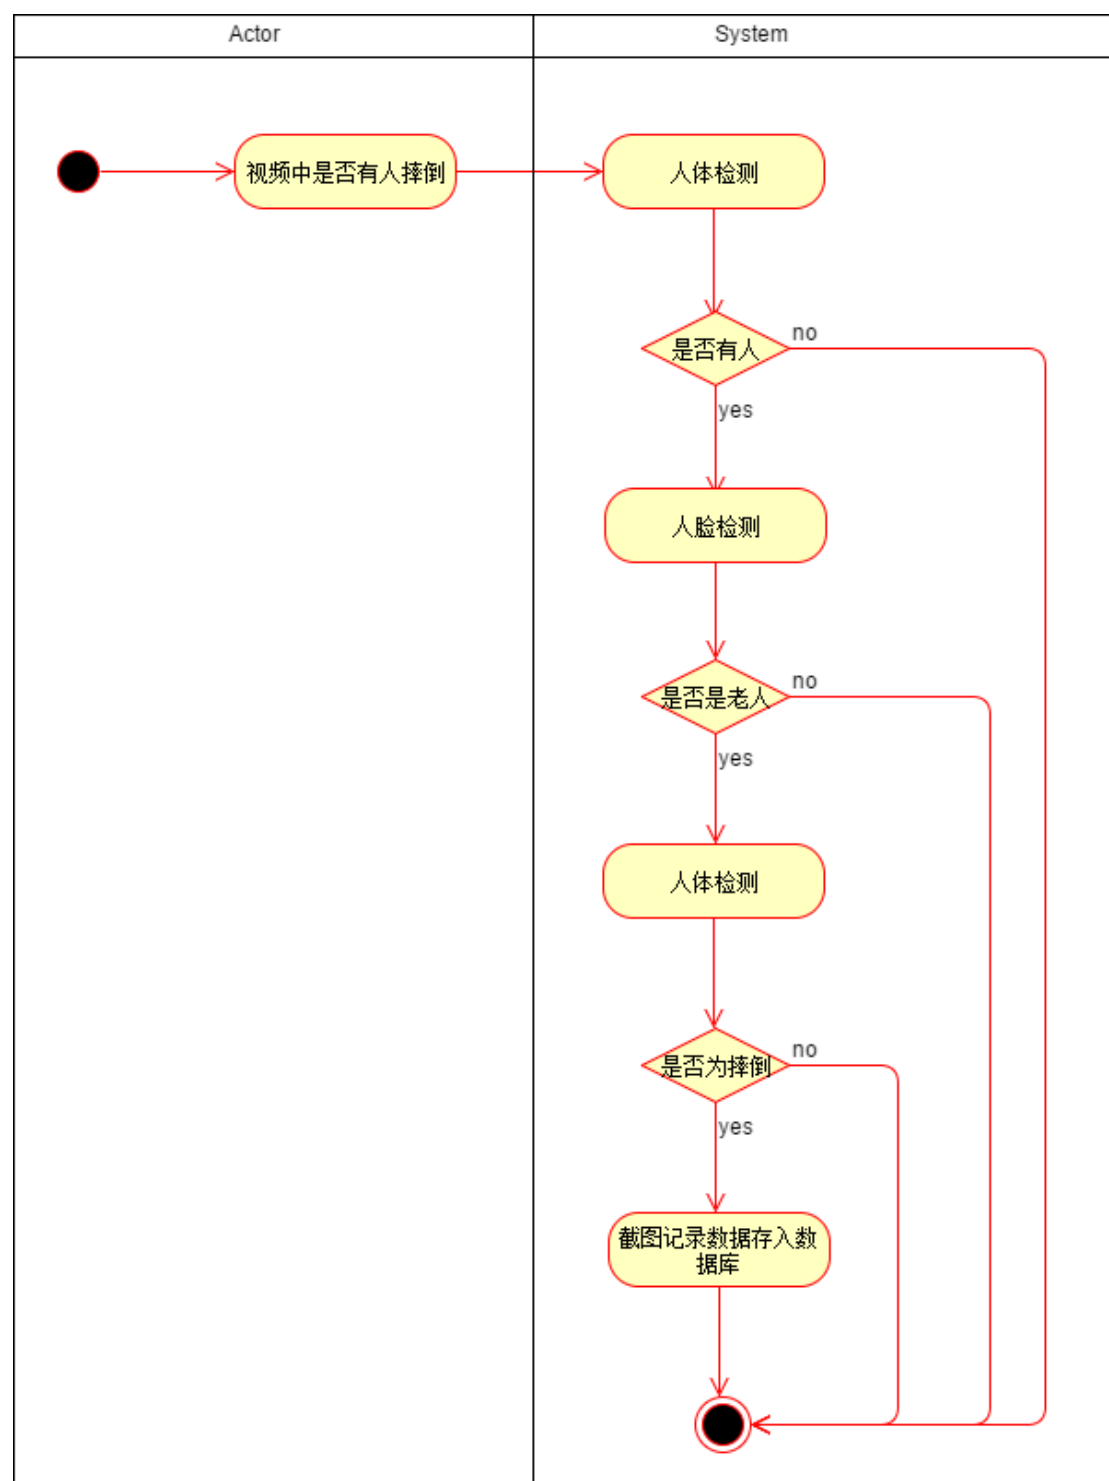 Actor
System
视频中是否有人摔倒
人体检测
是否有人
no
yes
人脸检测
是否是老人
no
yes
人体检测
是否为摔倒
no
yes
截图记录数据存入数
据库